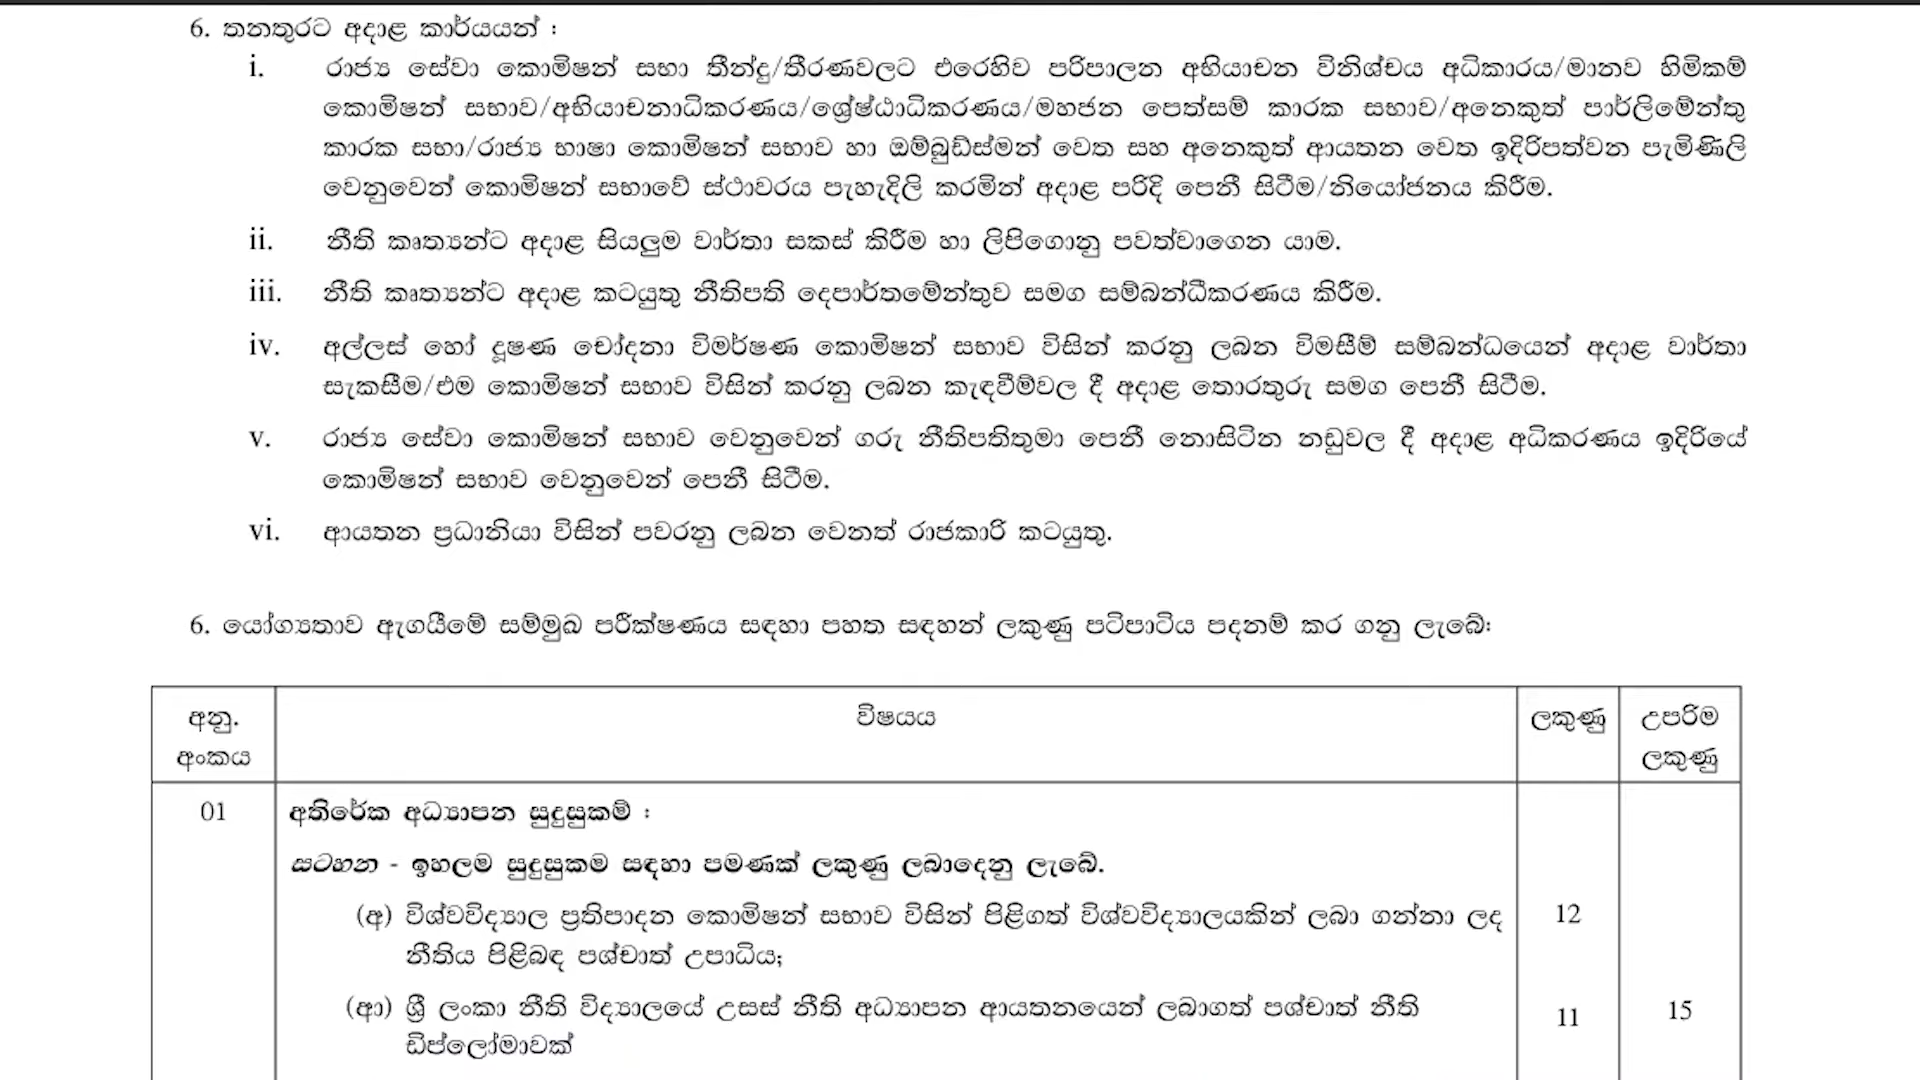 6. තනතුරට අදාළ කාර්යයන් :
i. රාජ්‍ය සේවා කොමිෂන් සභා තීන්දු/තීරණවලට එරෙහිව පරිපාලන අභියාචන විනිශ්චය අධිකාරය/මානව හිමිකම්
කොමිෂන් සභාව/අභියාචනාධිකරණය/ශ්‍රේෂ්ඨාධිකරණය/මහජන පෙත්සම් කාරක සභාව/අනෙකුත් පාර්ලිමේන්තු
කාරක සභා/රාජ්‍ය භාෂා කොමිෂන් සභාව හා ඔම්බුඩ්ස්මන් වෙත සහ අනෙකුත් ආයතන වෙත ඉදිරිපත්වන පැමිණිලි
වෙනුවෙන් කොමිෂන් සභාවේ ස්ථාවරය පැහැදිලි කරමින් අදාළ පරිදි පෙනී සිටීම/නියෝජනය කිරීම.
ii. නීති කෘත්‍යන්ට අදාළ සියලුම වාර්තා සකස් කිරීම හා ලිපිගොනු පවත්වාගෙන යාම.
iii. නීති කෘත්‍යන්ට අදාළ කටයුතු නීතිපති දෙපාර්තමේන්තුව සමග සම්බන්ධීකරණය කිරීම.
iv. අල්ලස් හෝ දූෂණ චෝදනා විමර්ෂණ කොමිෂන් සභාව විසින් කරනු ලබන විමසීම් සම්බන්ධයෙන් අදාළ වාර්තා
සැකසීම/එම කොමිෂන් සභාව විසින් කරනු ලබන කැඳවීම්වල දී අදාළ තොරතුරු සමග පෙනී සිටීම.
v. රාජ්‍ය සේවා කොමිෂන් සභාව වෙනුවෙන් ගරු නීතිපතිතුමා පෙනී නොසිටින නඩුවල දී අදාළ අධිකරණය ඉදිරියේ
කොමිෂන් සභාව වෙනුවෙන් පෙනී සිටීම.
vi. ආයතන ප්‍රධානියා විසින් පවරනු ලබන වෙනත් රාජකාරි කටයුතු.
6. යෝග්‍යතාව ඇගයීමේ සම්මුඛ පරීක්ෂණය සඳහා පහත සඳහන් ලකුණු පටිපාටිය පදනම් කර ගනු ලැබේ:
අනු. විෂයය ලකුණු උපරිම
අංකය ලකුණු
01 අතිරේක අධ්‍යාපන සුදුසුකම් :
සටහන - ඉහලම සුදුසුකම සඳහා පමණක් ලකුණු ලබාදෙනු ලැබේ.
(අ) විශ්වවිද්‍යාල ප්‍රතිපාදන කොමිෂන් සභාව විසින් පිළිගත් විශ්වවිද්‍යාලයකින් ලබා ගන්නා ලද 12
නීතිය පිළිබඳ පශ්චාත් උපාධිය;
(ආ) ශ්‍රී ලංකා නීති විද්‍යාලයේ උසස් නීති අධ්‍යාපන ආයතනයෙන් ලබාගත් පශ්චාත් නීති 11 15
ඩිප්ලෝමාවක්